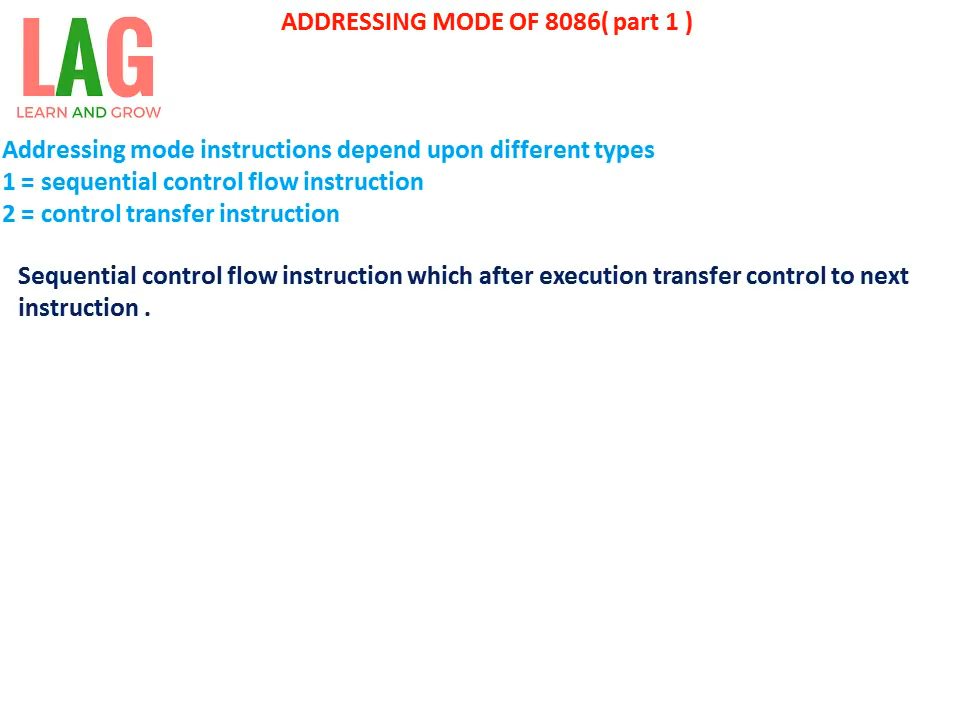 ADDRESSING MODE OF 8086( part 1 )
LAG
LEARN AND GROW
Addressing mode instructions depend upon different types
1 = sequential control flow instruction
2 = control transfer instruction
Sequential control flow instruction which after execution transfer control to next
instruction .